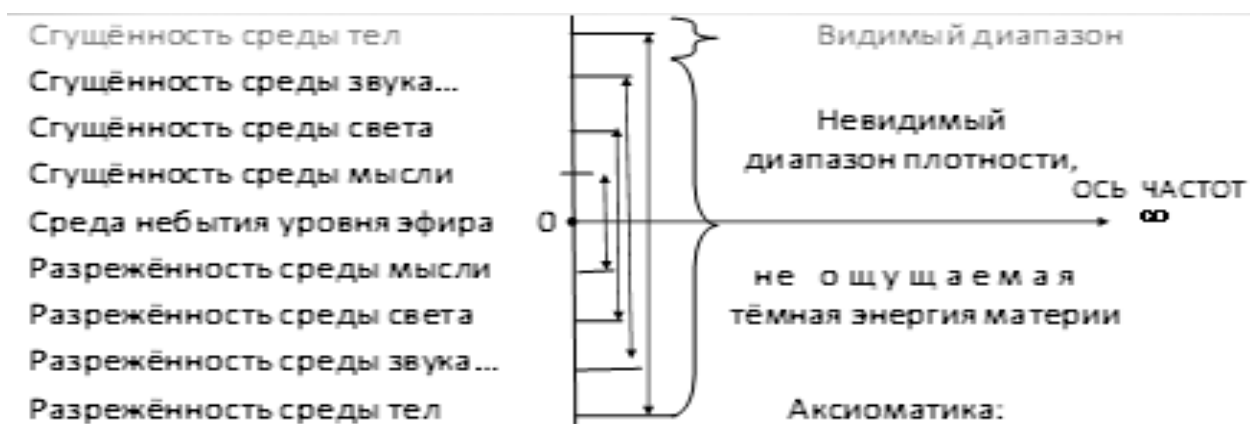 Сгущённость среды тел
Видимый диапазон
Сгущённость среды звука...
Сгущённость среды света
Невидимый
диапазон плотности,
Сгущённость среды мысли
ОСЬ ЧАСТОТ
Среда небытия уровня эфира
0
∞
Разрежённость среды мысли
не ощущаемая
Разрежённость среды света
тёмная энергия материи
Разрежённость среды звука...
Разрежённость среды тел
Аксиоматика: